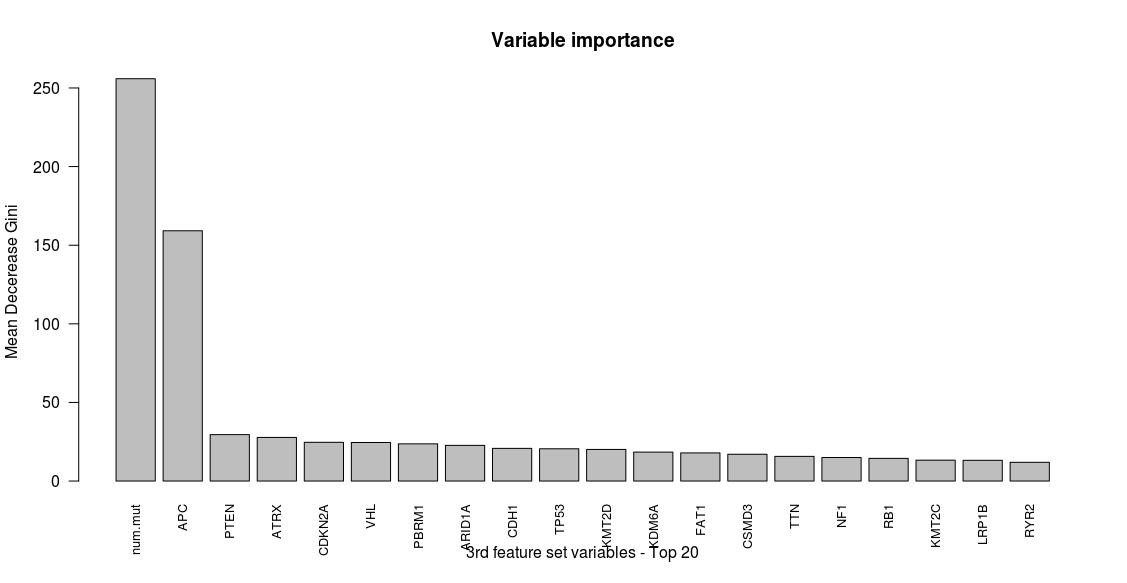 Variable importance
Mean Decerease Gini
250
200
150
100
50
0
num.mut
APC
PTEN
ATRX
CDKN2A
VHL
PBRM1
ARID1A
CDH1
TP53
KMT2D
KDM6A
FAT1
CSMD3
TTN
NF1
RB1
KMT2C
LRP1B
RYR2
3rd feature set variables - Top 20